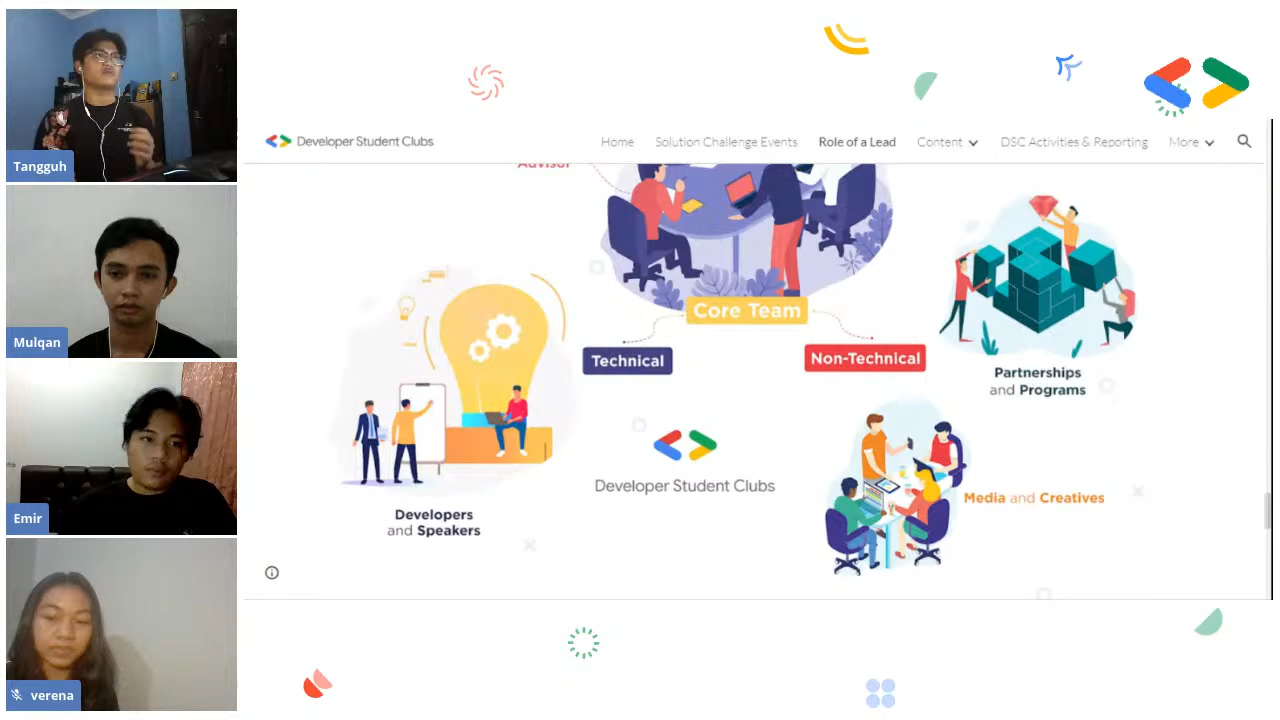 Tangguh
Mulqan
Emir
verena
Developer Student Clubs
Home
Solution Challenge Events
Role of a Lead
Content
DSC Activities & Reporting
More
Advisor
Core Team
Technical
Non-Technical
Partnerships
and Programs
Developer Student Clubs
Media and Creatives
Developers
and Speakers